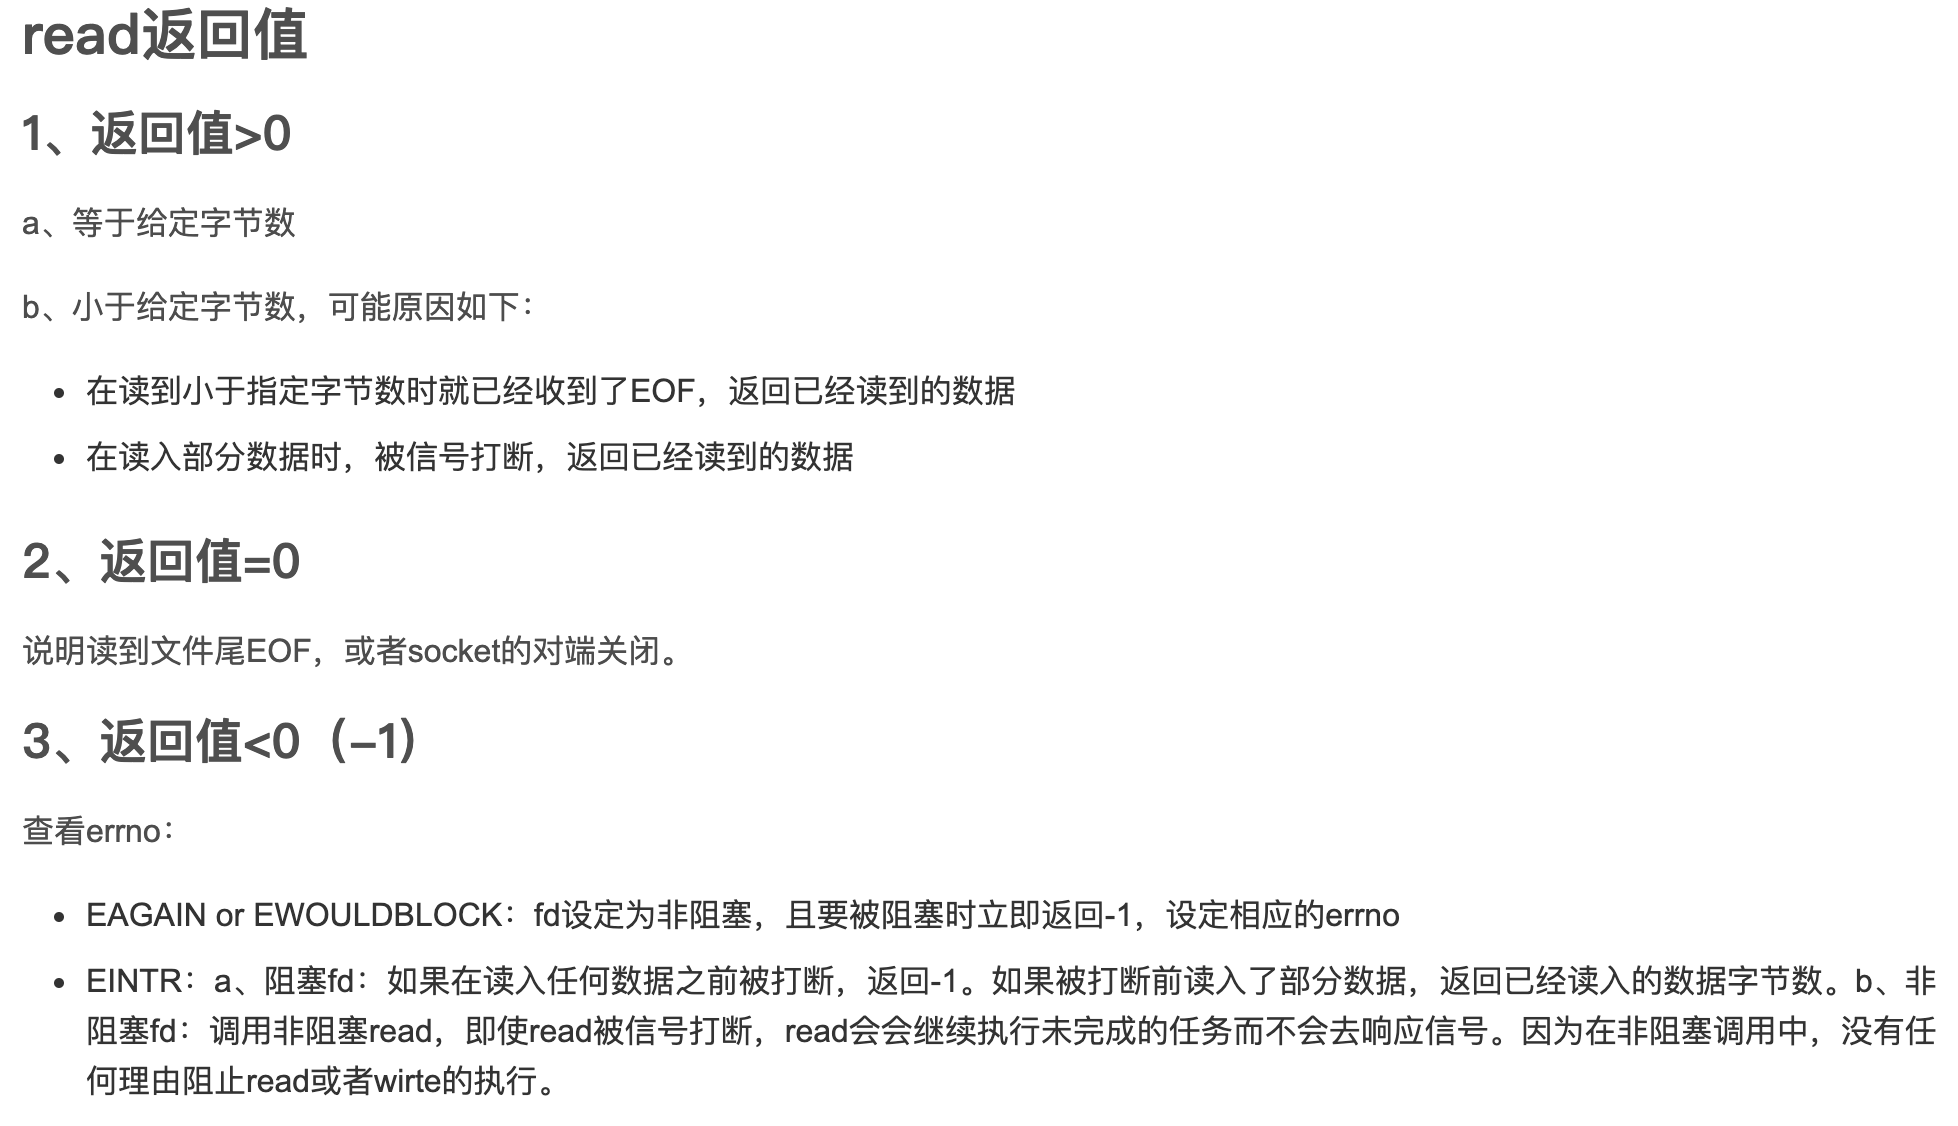 read返回值
1、返回值>0
a、等于给定字节数
b、小于给定字节数，可能原因如下：
• 在读到小于指定字节数时就已经收到了EOF，返回已经读到的数据
• 在读入部分数据时，被信号打断，返回已经读到的数据
2、返回值=0
说明读到文件尾EOF，或者socket的对端关闭。
3、返回值<0（-1）
查看errno：
• EAGAIN or EWOULDBLOCK：fd设定为非阻塞，且要被阻塞时立即返回-1，设定相应的errno
• EINTR：a、阻塞fd：如果在读入任何数据之前被打断，返回-1。如果被打断前读入了部分数据，返回已经读入的数据字节数。b、非
阻塞fd：调用非阻塞read，即使read被信号打断，read会会继续执行未完成的任务而不会去响应信号。因为在非阻塞调用中，没有任
何理由阻止read或者wirte的执行。